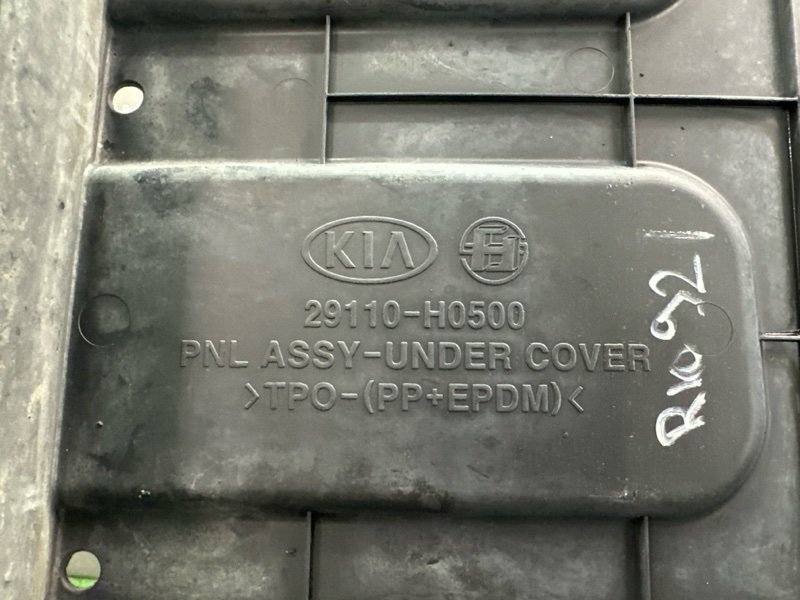 KIA
29110-H0500
PNL ASSY-UNDER COVER
>TPO-(PP+EPDM)<
RIO 92